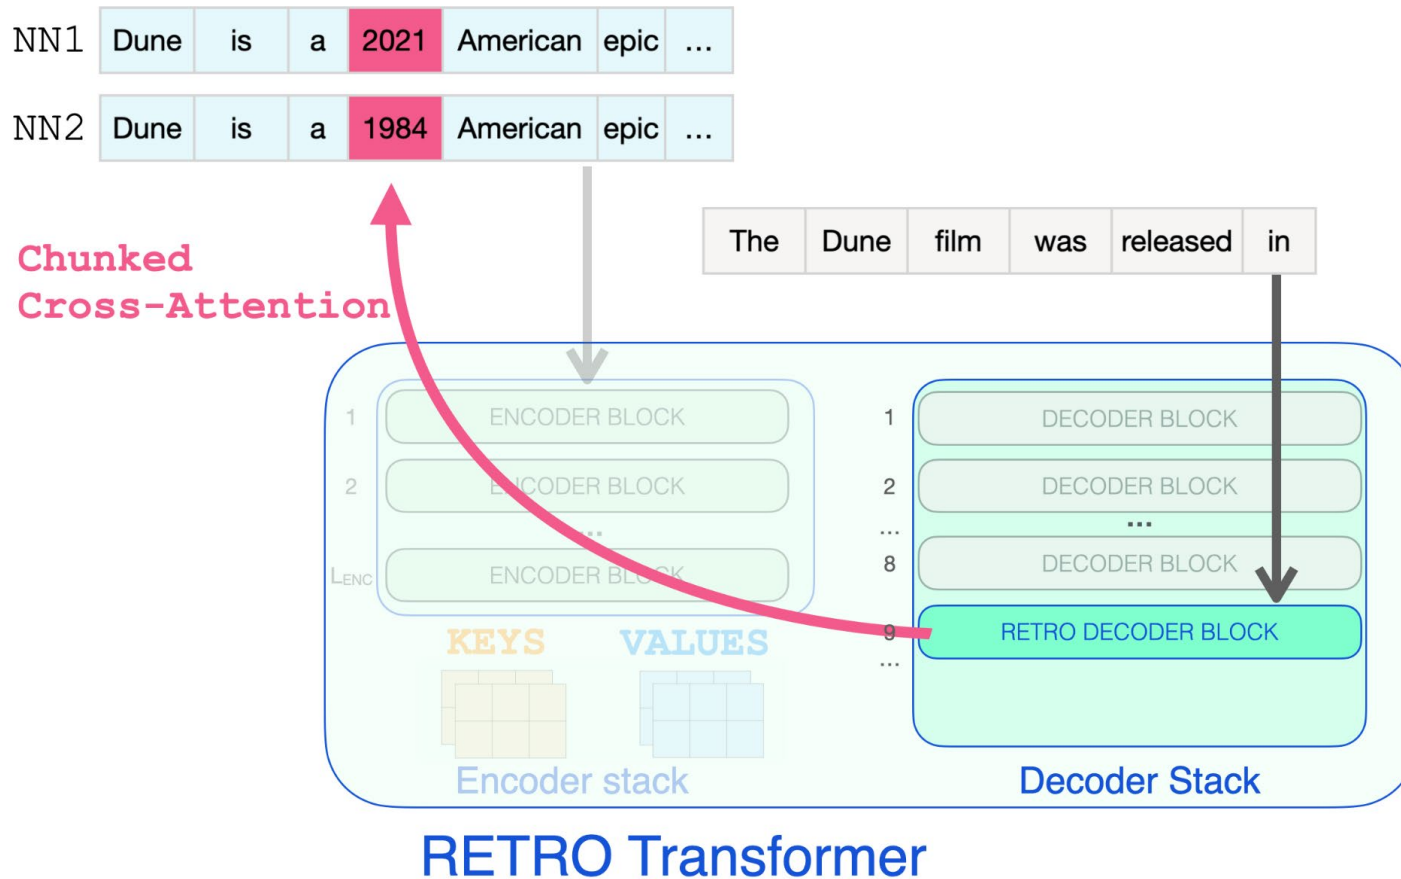 NN1 Dune is a 2021 American epic ...
NN2 Dune is a 1984 American epic ...
The Dune film was released in
Chunked
Cross-Attention
1 ENCODER BLOCK
2 ENCODER BLOCK
...
LENC ENCODER BLOCK
KEYS VALUES
Encoder stack
1 DECODER BLOCK
2 DECODER BLOCK
... ...
8 DECODER BLOCK
9 RETRO DECODER BLOCK
...
Decoder Stack
RETRO Transformer